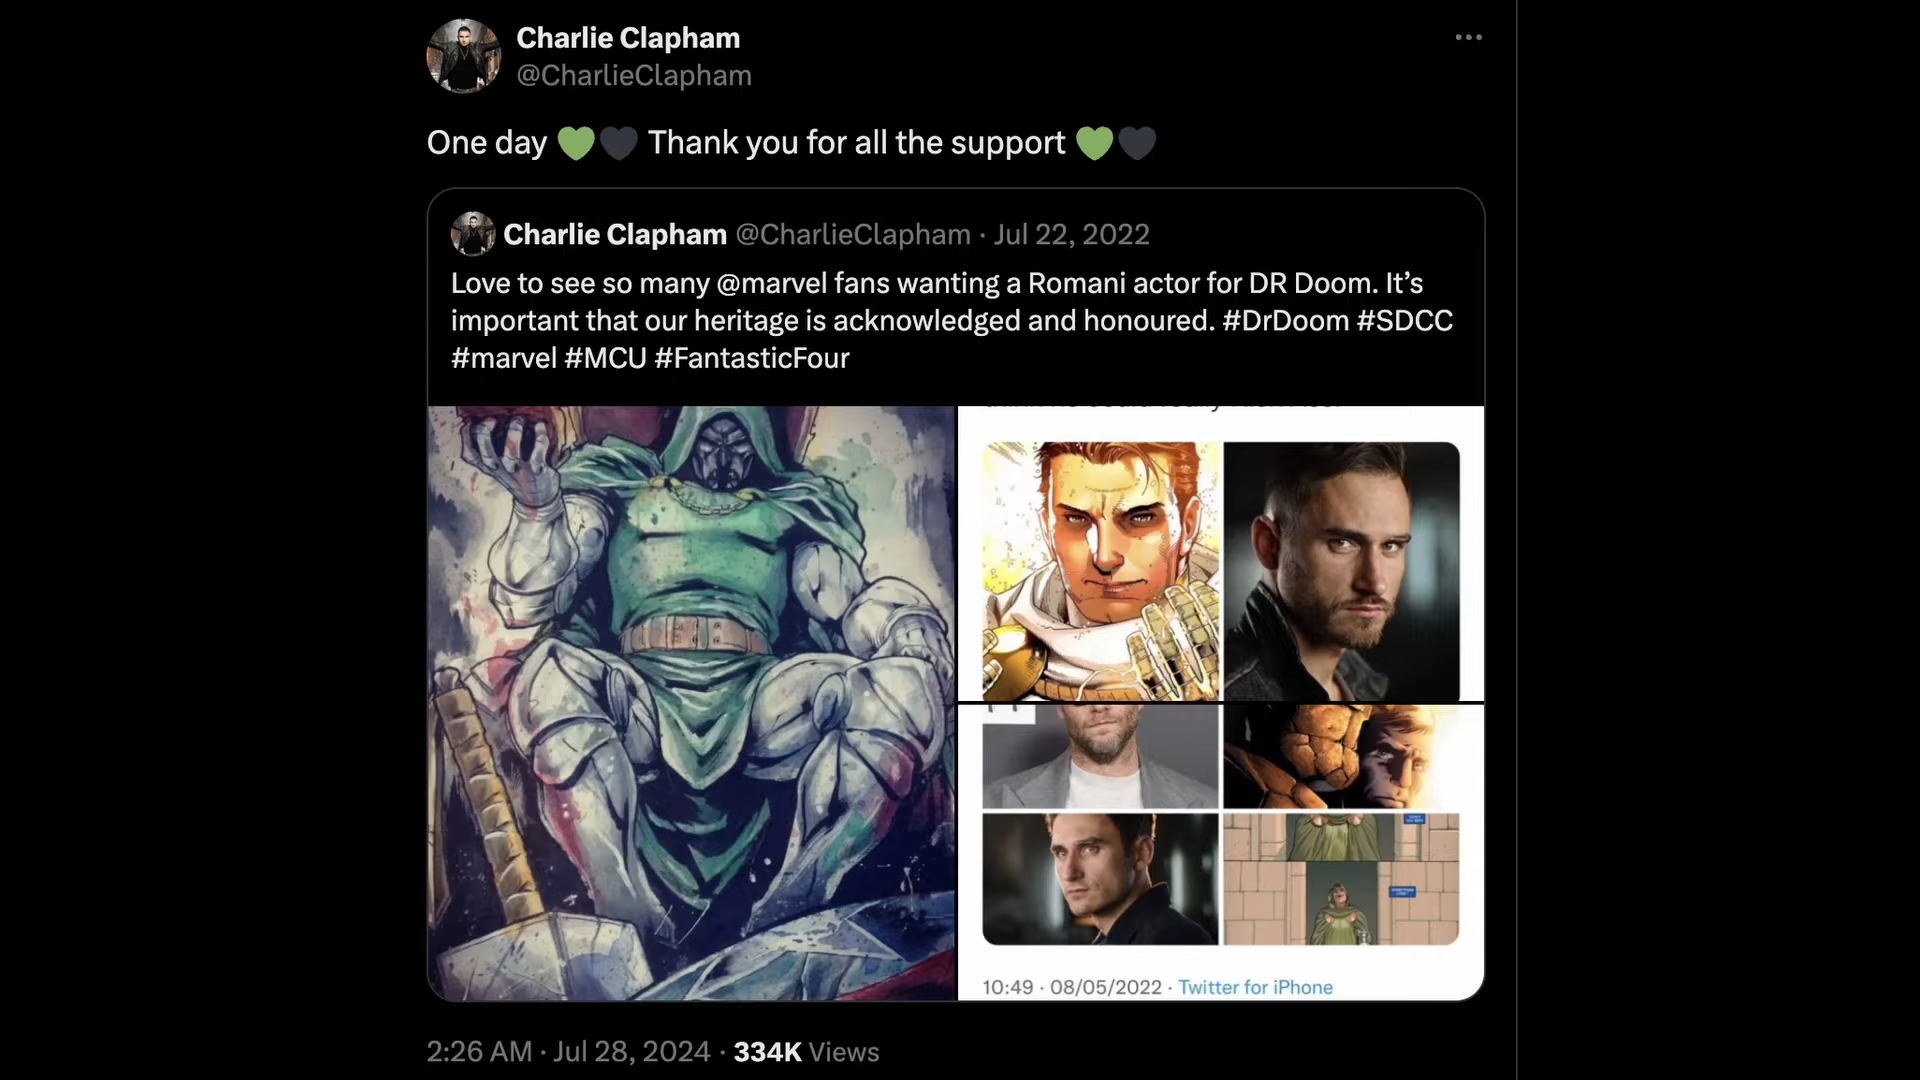 Charlie Clapham
@CharlieClapham
One day 💚🖤 Thank you for all the support 💚🖤
Charlie Clapham @CharlieClapham · Jul 22, 2022
Love to see so many @marvel fans wanting a Romani actor for DR Doom. It’s
important that our heritage is acknowledged and honoured. #DrDoom #SDCC
#marvel #MCU #FantasticFour
10:49 · 08/05/2022 · Twitter for iPhone
2:26 AM · Jul 28, 2024 · 334K Views